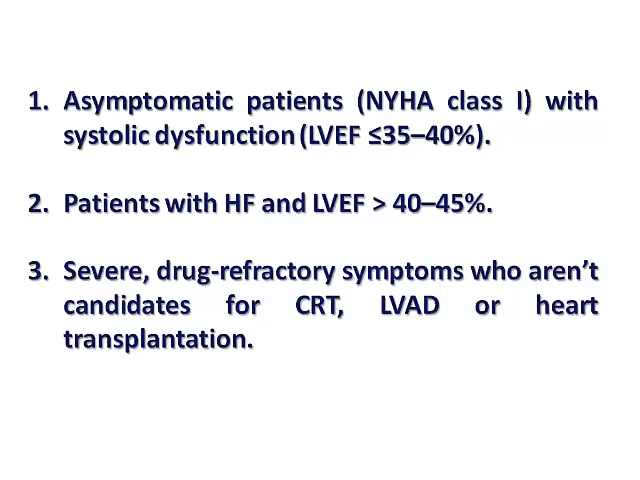 1. Asymptomatic patients (NYHA class I) with
systolic dysfunction (LVEF ≤35–40%).
2. Patients with HF and LVEF > 40–45%.
3. Severe, drug-refractory symptoms who aren’t
candidates for CRT, LVAD or heart
transplantation.